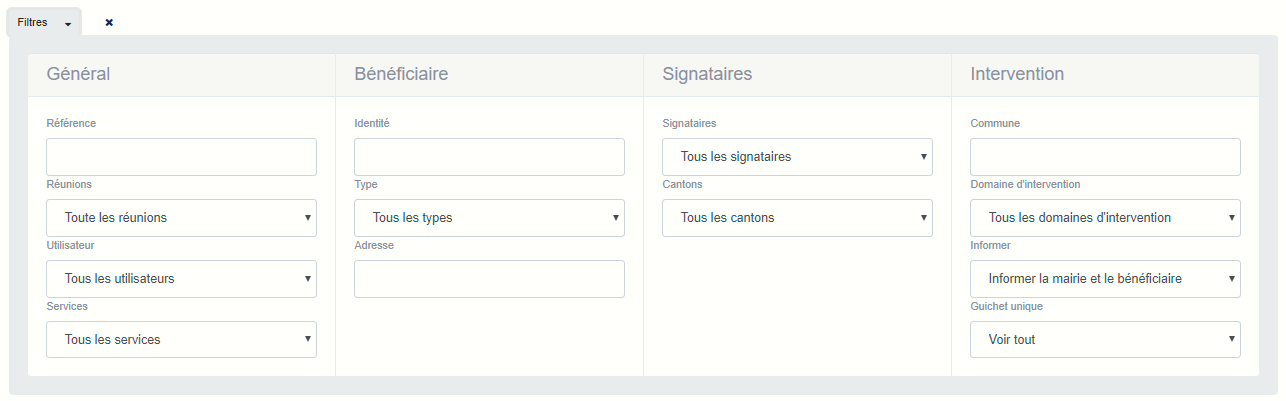 Filtres
Général
Référence
Réunions
Toute les réunions
Utilisateur
Tous les utilisateurs
Services
Tous les services
Bénéficiaire
Identité
Type
Tous les types
Adresse
Signataires
Signataires
Tous les signataires
Cantons
Tous les cantons
Intervention
Commune
Domaine d'intervention
Tous les domaines d'intervention
Informer
Informer la mairie et le bénéficiaire
Guichet unique
Voir tout